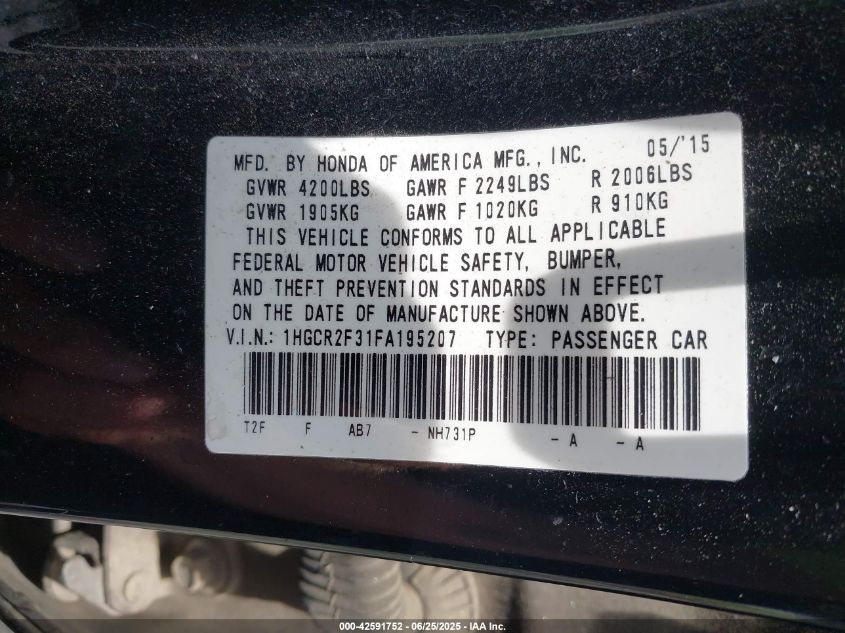 MFD. BY HONDA OF AMERICA MFG., INC. 05/'15
GVWR 4200LBS GAWR F 2249LBS R 2006LBS
GVWR 1905KG GAWR F 1020KG R 910KG
THIS VEHICLE CONFORMS TO ALL APPLICABLE
FEDERAL MOTOR VEHICLE SAFETY, BUMPER,
AND THEFT PREVENTION STANDARDS IN EFFECT
ON THE DATE OF MANUFACTURE SHOWN ABOVE.
V.I.N.: 1HGCR2F31FA195207 TYPE: PASSENGER CAR
T2F F AB7 - NH731P - A - A
000-42591752 - 06/25/2025 - IAA Inc.